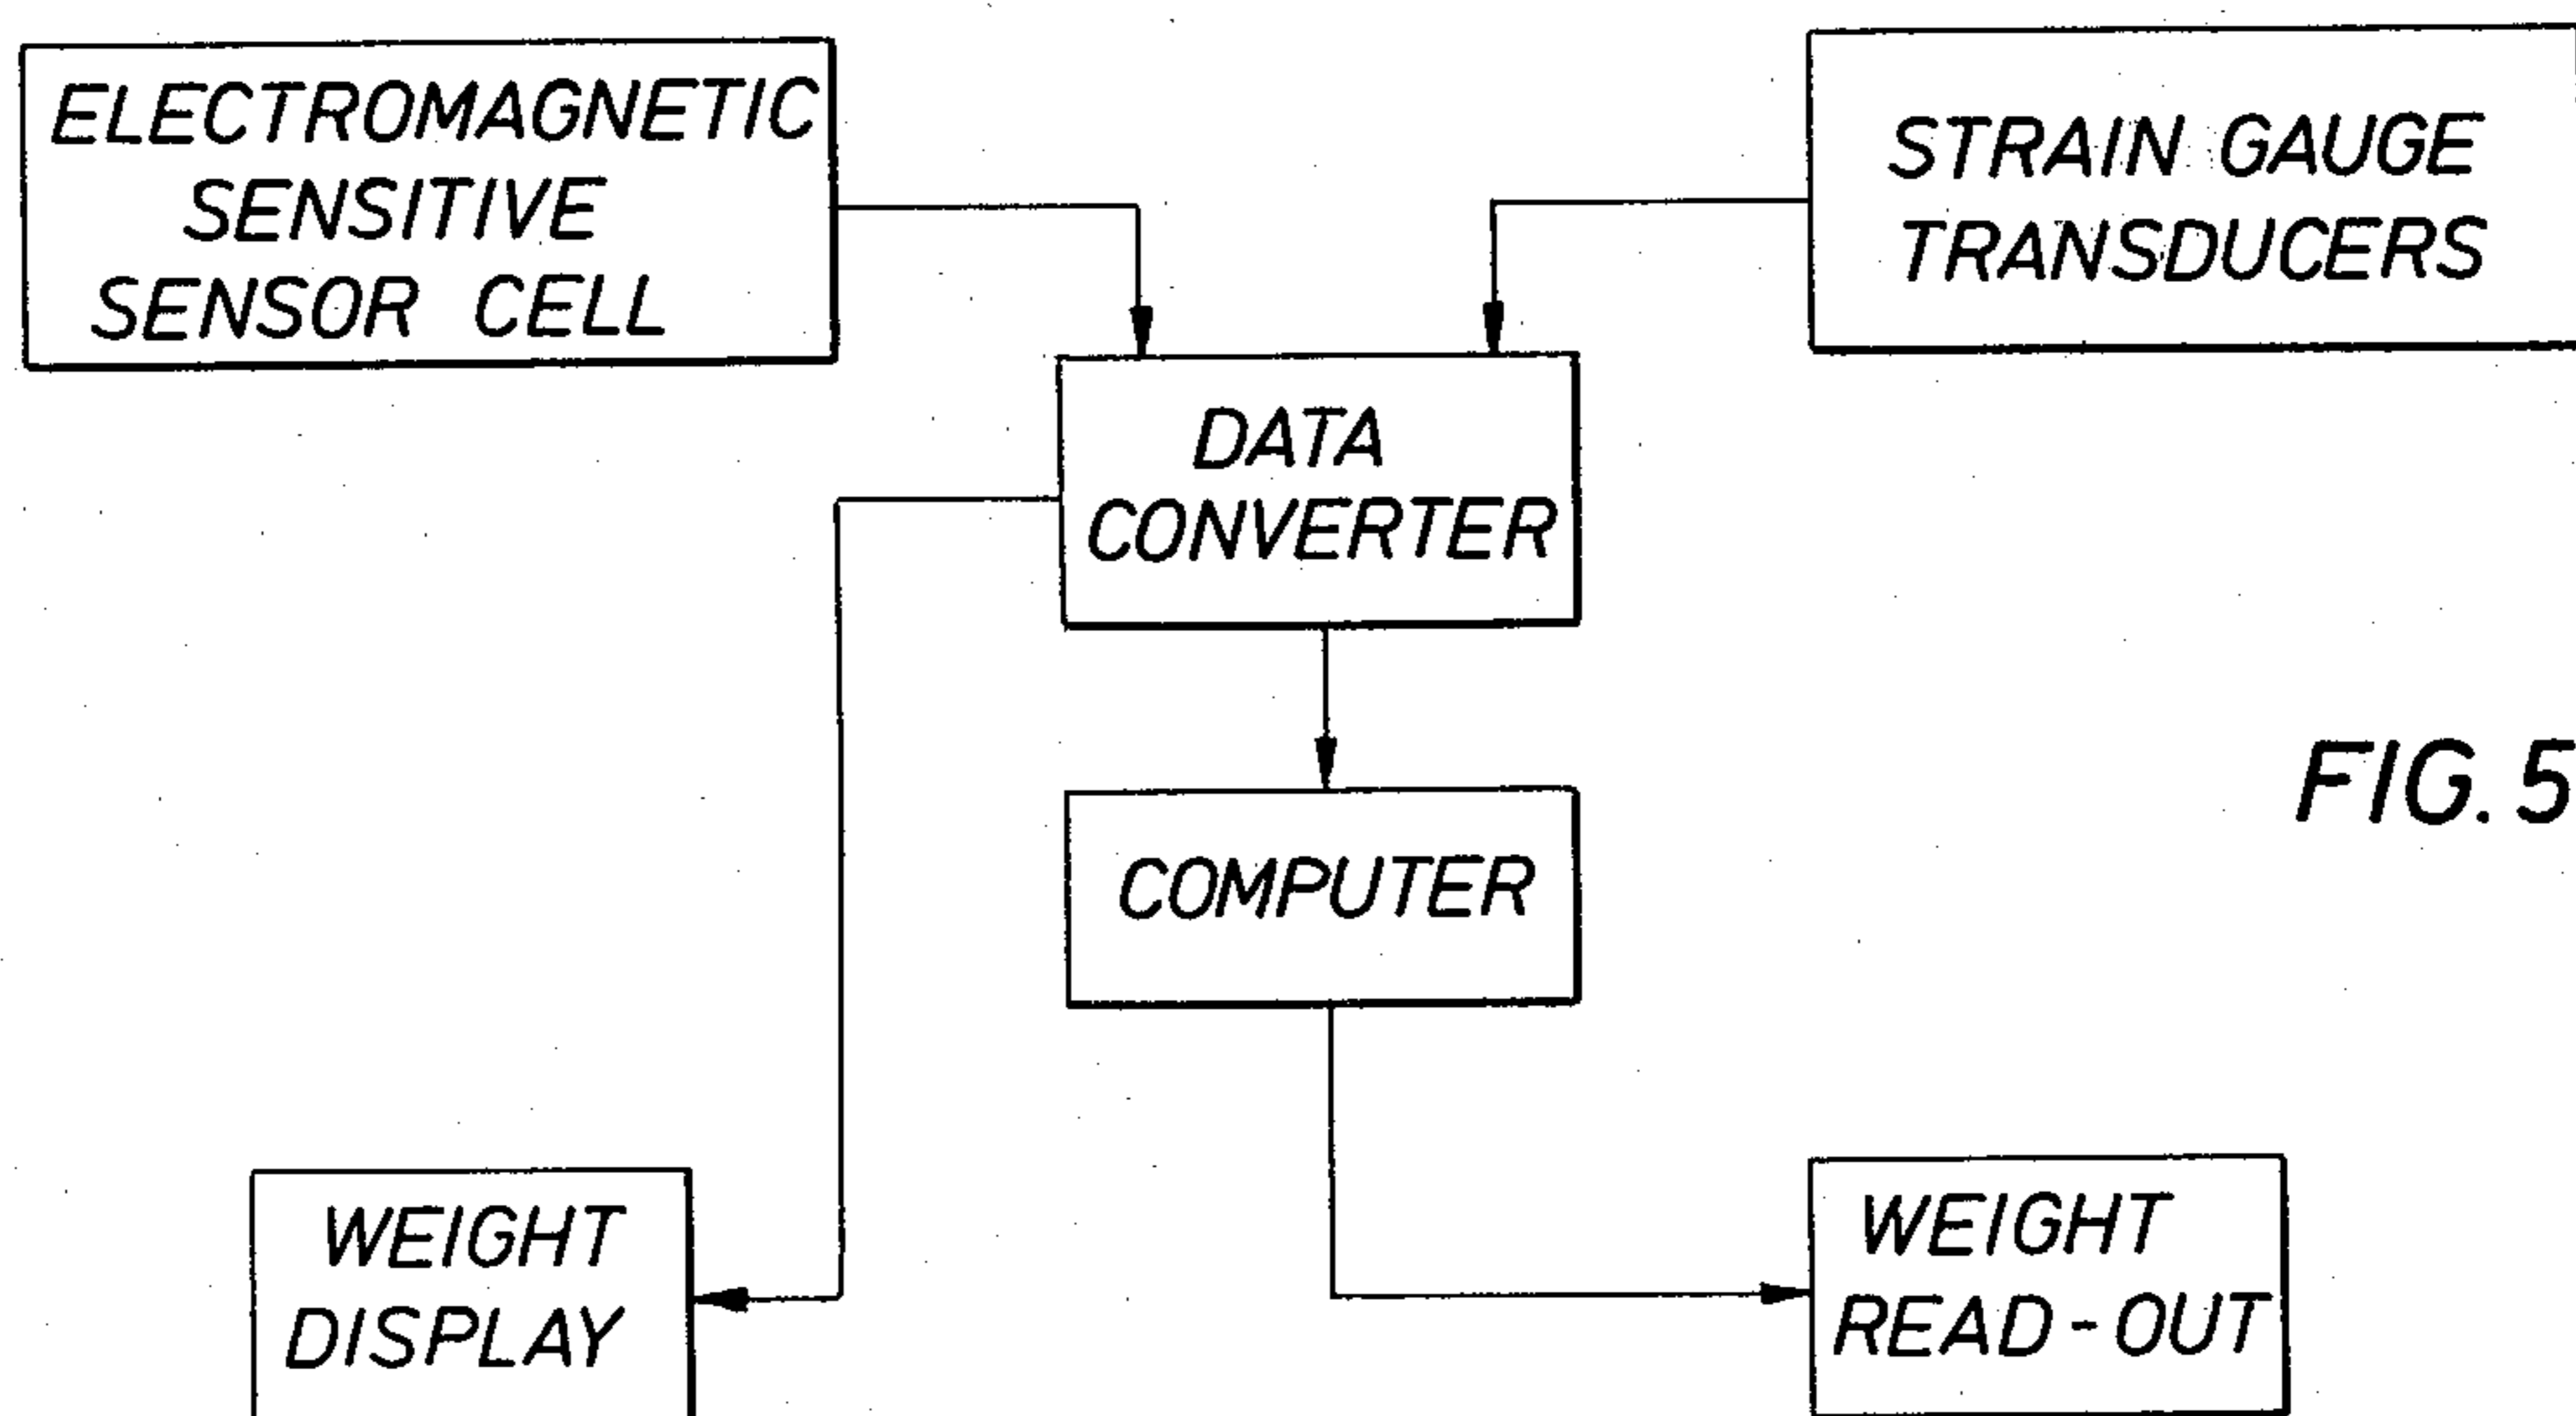 ELECTROMAGNETIC
SENSITIVE
SENSOR CELL
STRAIN GAUGE
TRANSDUCERS
DATA
CONVERTER
FIG. 5
COMPUTER
WEIGHT
DISPLAY
WEIGHT
READ-OUT